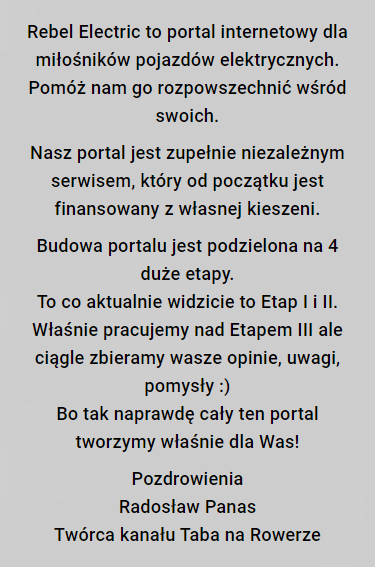 Rebel Electric to portal internetowy dla
miłośników pojazdów elektrycznych.
Pomóż nam go rozpowszechnić wśród
swoich.
Nasz portal jest zupełnie niezależnym
serwisem, który od początku jest
finansowany z własnej kieszeni.
Budowa portalu jest podzielona na 4
duże etapy.
To co aktualnie widzicie to Etap I i II.
Właśnie pracujemy nad Etapem III ale
ciągle zbieramy wasze opinie, uwagi,
pomysły :)
Bo tak naprawdę cały ten portal
tworzymy właśnie dla Was!
Pozdrowienia
Radosław Panas
Twórca kanału Taba na Rowerze